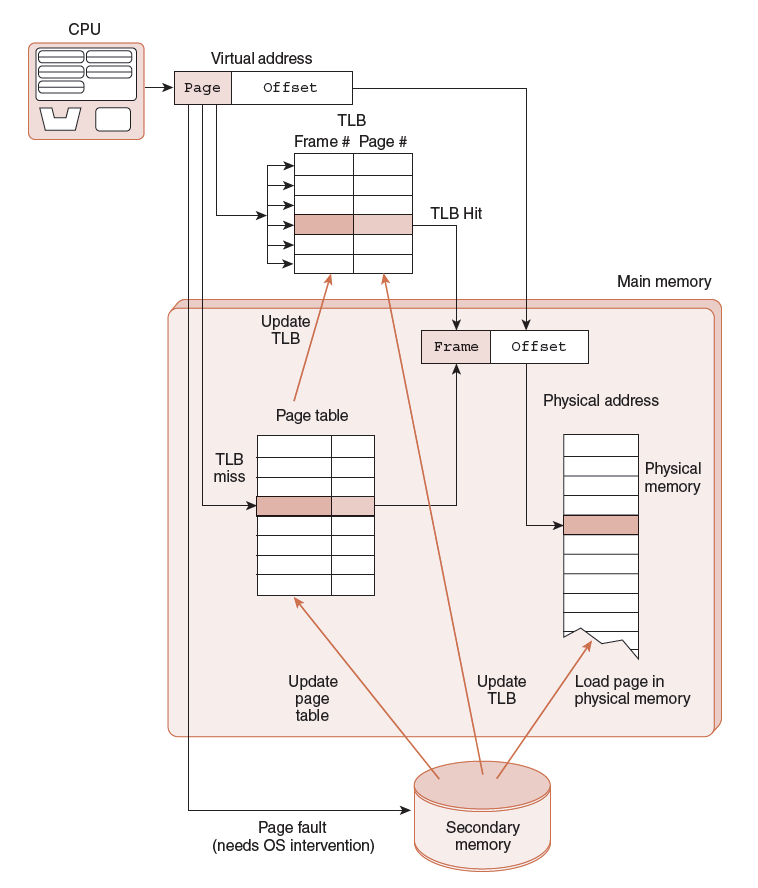 CPU
Virtual address
Page
Offset
TLB
Frame # Page #
TLB Hit
Main memory
Update
TLB
Frame
Offset
Physical address
Page table
TLB
miss
Physical
memory
Update
page
table
Update
TLB
Load page in
physical memory
Page fault
(needs OS intervention)
Secondary
memory